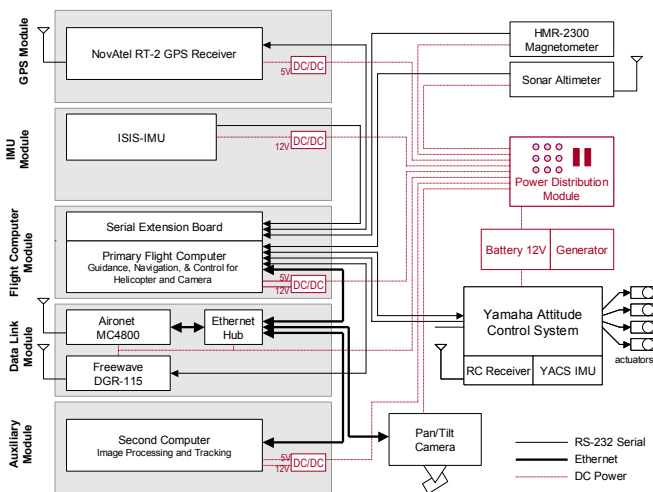 GPS Module
NovAtel RT-2 GPS Receiver
5V
DC/DC
HMR-2300
Magnetometer
Sonar Altimeter
IMU
Module
ISIS-IMU
12V
DC/DC
Power Distribution
Module
Flight Computer
Module
Serial Extension Board
Primary Flight Computer
Guidance, Navigation, & Control for
Helicopter and Camera
5V
12V
DC/DC
Battery 12V
Generator
Yamaha Attitude
Control System
actuators
RC Receiver
YACS IMU
Data Link
Module
Aironet
MC4800
Ethernet
Hub
Freewave
DGR-115
Auxiliary
Module
Second Computer
Image Processing and Tracking
5V
12V
DC/DC
Pan/Tilt
Camera
RS-232 Serial
Ethernet
DC Power